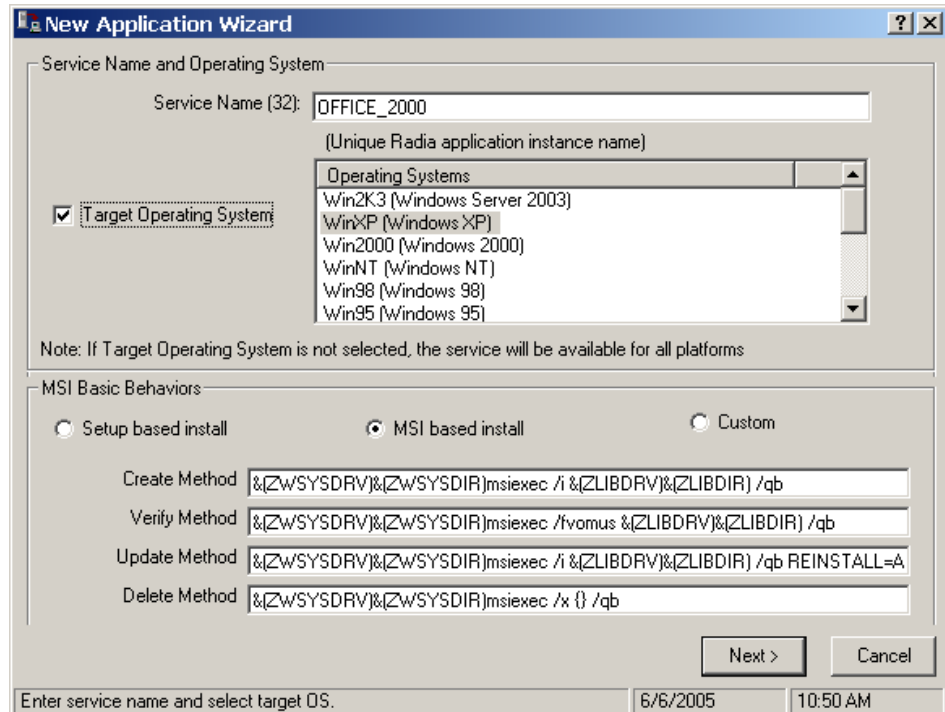 New Application Wizard
Service Name and Operating System
Service Name (32): OFFICE_2000
(Unique Radia application instance name)
Operating Systems
Target Operating System
Win2K3 (Windows Server 2003)
WinXP (Windows XP)
Win2000 (Windows 2000)
WinNT (Windows NT)
Win98 (Windows 98)
Win95 (Windows 95)
Note: If Target Operating System is not selected, the service will be available for all platforms
MSI Basic Behaviors
Setup based install MSI based install Custom
Create Method &(ZWSYSDRV)&(ZWSYSDIR)msiexec /i &(ZLIBDRV)&(ZLIBDIR) /qb
Verify Method &(ZWSYSDRV)&(ZWSYSDIR)msiexec /fvomus &(ZLIBDRV)&(ZLIBDIR) /qb
Update Method &(ZWSYSDRV)&(ZWSYSDIR)msiexec /i &(ZLIBDRV)&(ZLIBDIR) /qb REINSTALL=A
Delete Method &(ZWSYSDRV)&(ZWSYSDIR)msiexec /x {} /qb
Next > Cancel
Enter service name and select target OS. 6/6/2005 10:50 AM